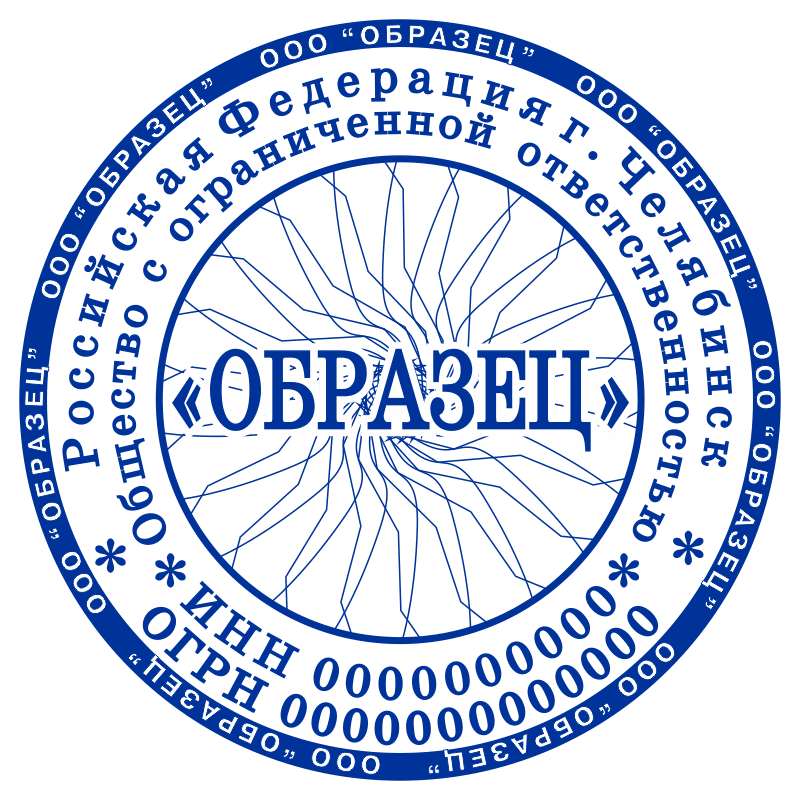 ООО “ОБРАЗЕЦ” ООО “ОБРАЗЕЦ” ООО “ОБРАЗЕЦ” ООО “ОБРАЗЕЦ” ООО “ОБРАЗЕЦ” ООО “ОБРАЗЕЦ” ООО “ОБРАЗЕЦ”
Российская Федерация г. Челябинск
* ОГРН 0000000000000 *
Общество с ограниченной ответственностью
* ИНН 0000000000 *
«ОБРАЗЕЦ»